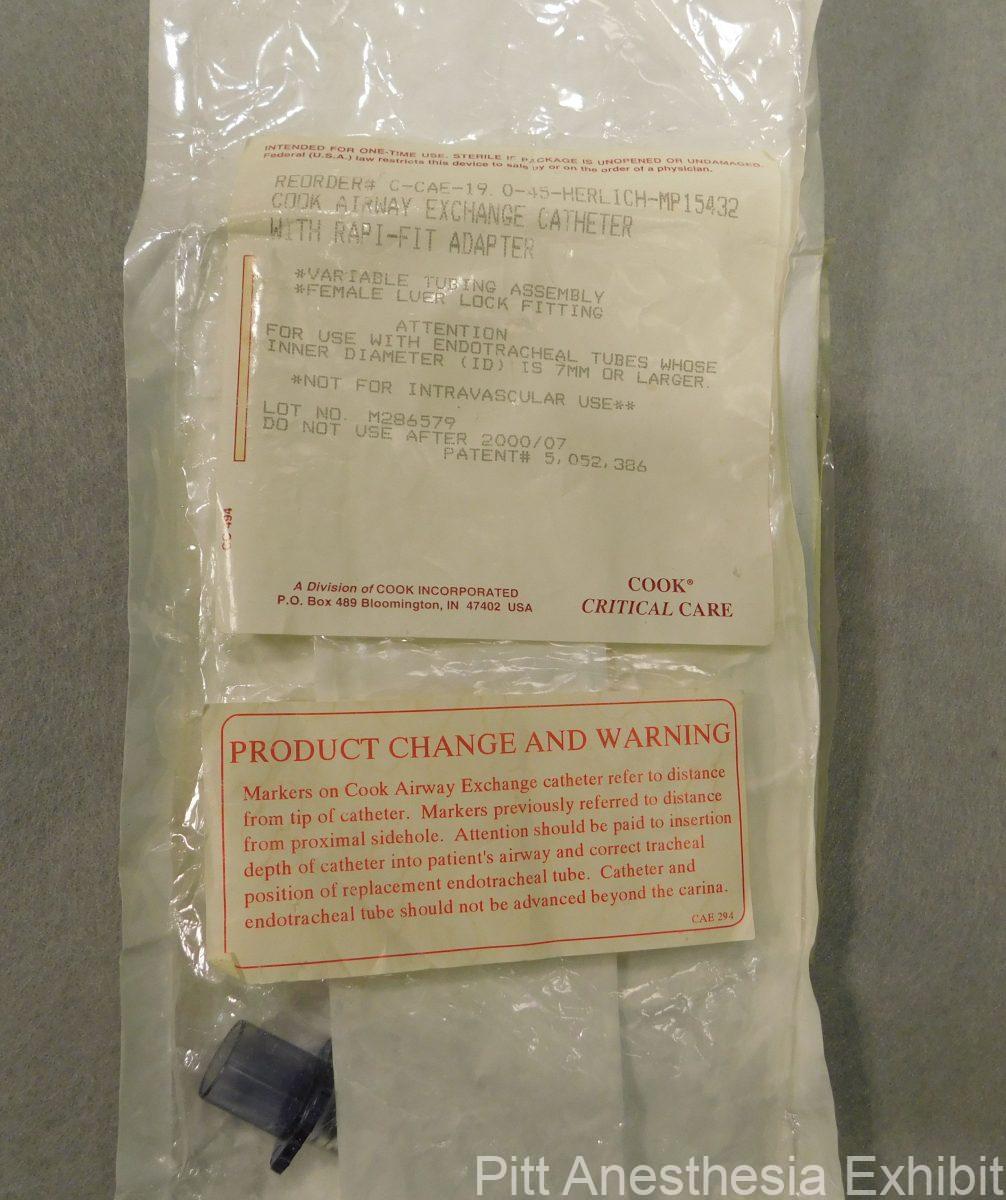 INTENDED FOR ONE-TIME USE. STERILE IF PACKAGE IS UNOPENED OR UNDAMAGED.
Federal (U.S.A.) law restricts this device to sale by or on the order of a physician.
REORDER# C-CAE-19.0-45-HERLICH-MP15432
COOK AIRWAY EXCHANGE CATHETER
WITH RAPI-FIT ADAPTER
*VARIABLE TUBING ASSEMBLY
*FEMALE LUER LOCK FITTING
ATTENTION
FOR USE WITH ENDOTRACHEAL TUBES WHOSE
INNER DIAMETER (ID) IS 7MM OR LARGER.
*NOT FOR INTRAVASCULAR USE**
LOT NO. M286579
DO NOT USE AFTER 2000/07
PATENT# 5,052,386
A Division of COOK INCORPORATED
P.O. Box 489 Bloomington, IN 47402 USA
COOK®
CRITICAL CARE
PRODUCT CHANGE AND WARNING
Markers on Cook Airway Exchange catheter refer to distance
from tip of catheter. Markers previously referred to distance
from proximal sidehole. Attention should be paid to insertion
depth of catheter into patient's airway and correct tracheal
position of replacement endotracheal tube. Catheter and
endotracheal tube should not be advanced beyond the carina.
CAE 294
Pitt Anesthesia Exhibit